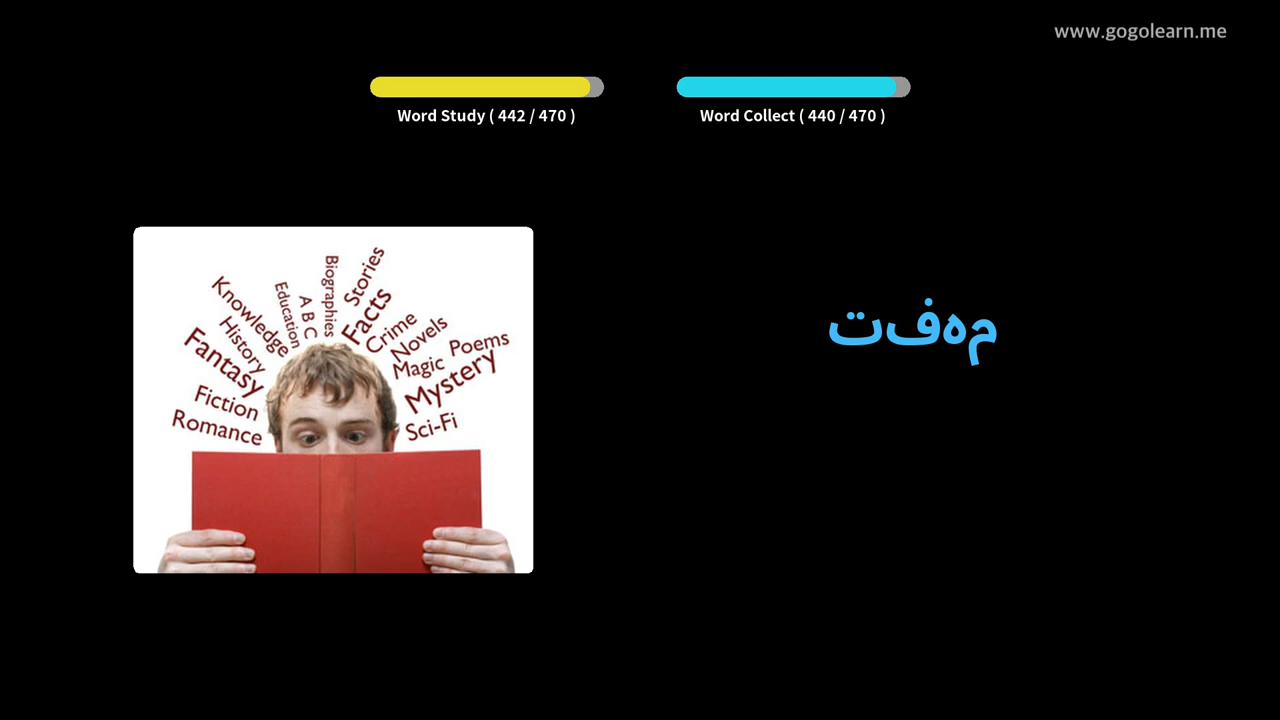 www.gogolearn.me
Word Study ( 442 / 470 )
Word Collect ( 440 / 470 )
Romance
Fiction
Fantasy
History
Knowledge
Education
A B C
Biographies
Stories
Facts
Crime
Novels
Magic
Poems
Mystery
Sci-Fi
مهفت